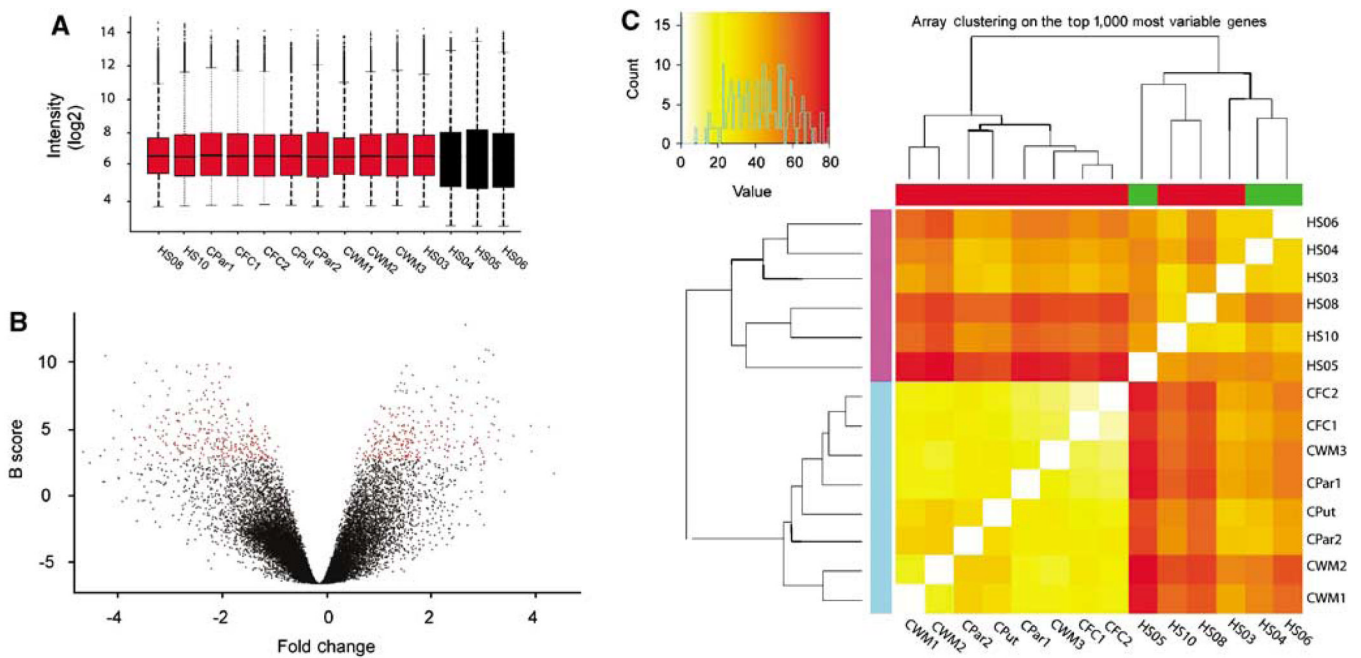 A
14
12
10
8
6
4
Intensity
(log2)
HS08 HS10 CPar1 CFC1 CFC2 CPut CPar2 CWM1 CWM2 CWM3 HS03 HS04 HS05 HS06
B
10
5
0
-5
B score
-4 -2 0 2 4
Fold change
C
15
10
5
0
Count
0 20 40 60 80
Value
Array clustering on the top 1,000 most variable genes
HS06
HS04
HS03
HS08
HS10
HS05
CFC2
CFC1
CWM3
CPar1
CPut
CPar2
CWM2
CWM1
CWM1 CWM2 CPar2 CPut CPar1 CWM3 CFC1 CFC2 HS05 HS10 HS08 HS03 HS04 HS06